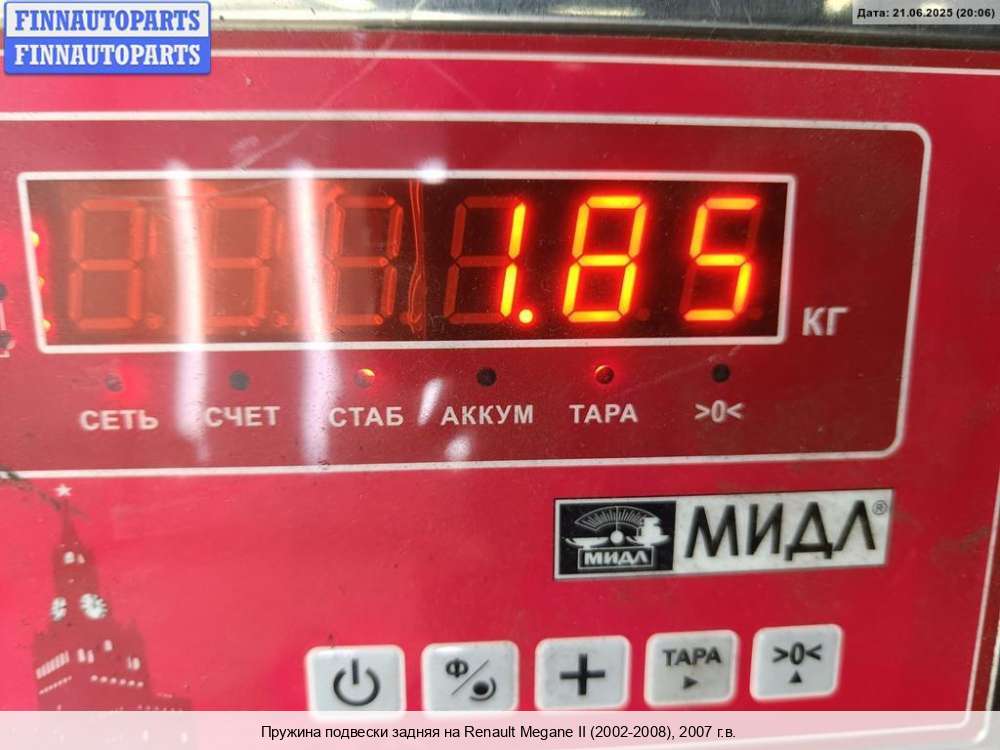 FINNAUTOPARTS
FINNAUTOPARTS
Дата: 21.06.2025 (20:06)
1.85
КГ
СЕТЬ СЧЕТ СТАБ АККУМ ТАРА >0<
МИДЛ МИДЛ®
Ф ТАРА >0<
Пружина подвески задняя на Renault Megane II (2002-2008), 2007 г.в.